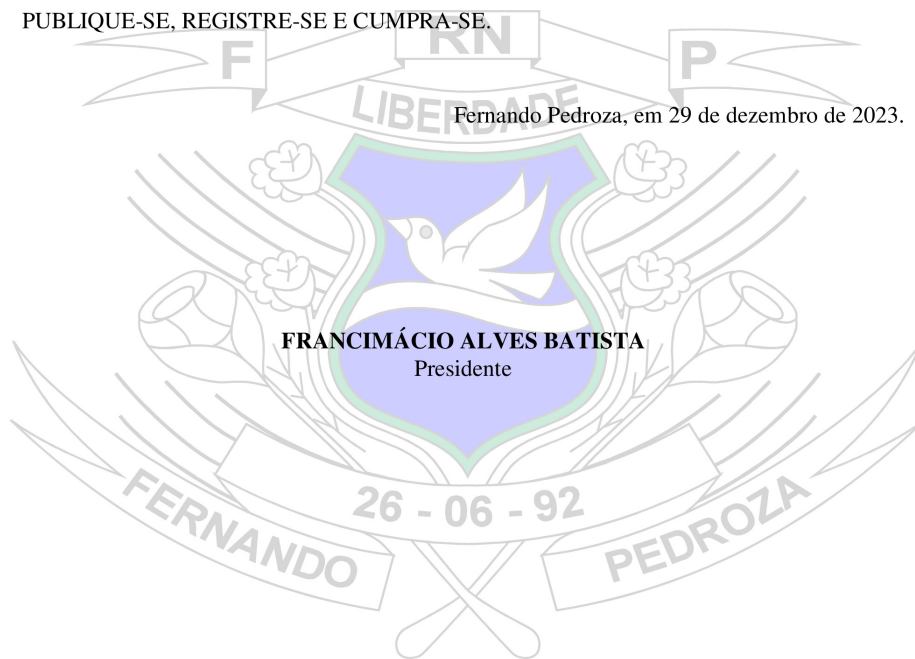 PUBLIQUE-SE, REGISTRE-SE E CUMPRA-SE.
F RN P
LIBERDADE
Fernando Pedroza, em 29 de dezembro de 2023.
FRANCIMÁCIO ALVES BATISTA
Presidente
26 - 06 - 92
FERNANDO PEDROZA